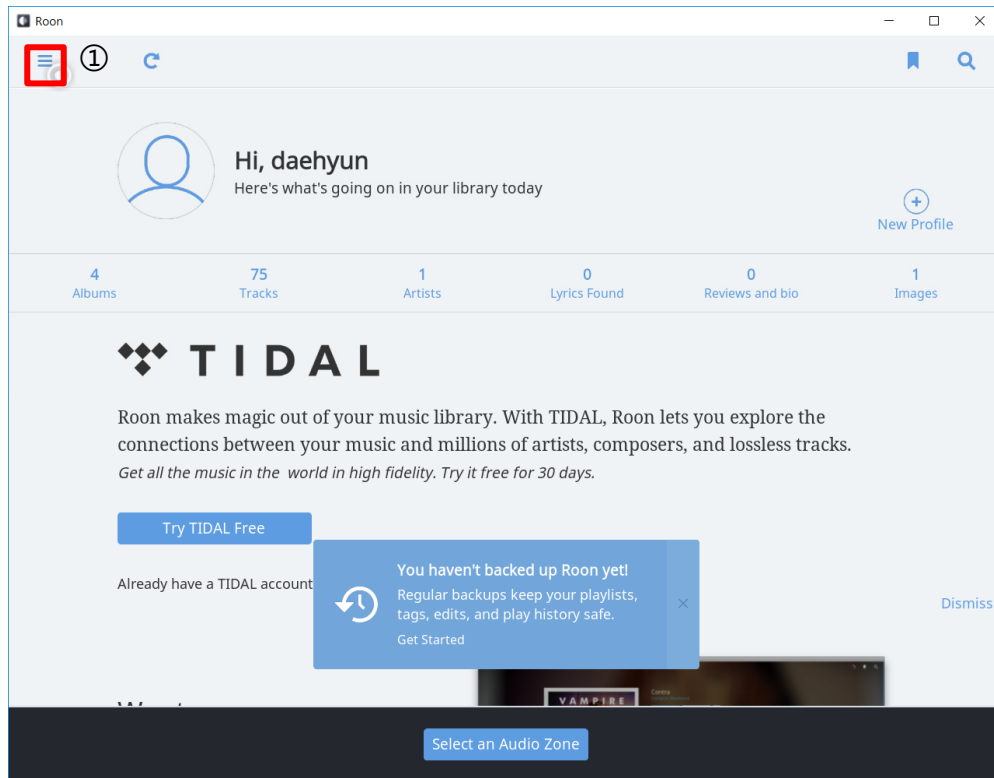 Roon
①
Hi, daehyun
Here's what's going on in your library today
New Profile
4
Albums
75
Tracks
1
Artists
0
Lyrics Found
0
Reviews and bio
1
Images
TIDAL
Roon makes magic out of your music library. With TIDAL, Roon lets you explore the
connections between your music and millions of artists, composers, and lossless tracks.
Get all the music in the world in high fidelity. Try it free for 30 days.
Try TIDAL Free
Already have a TIDAL account
You haven't backed up Roon yet!
Regular backups keep your playlists,
tags, edits, and play history safe.
Get Started
Dismiss
Contra
VAMPIRE
Select an Audio Zone